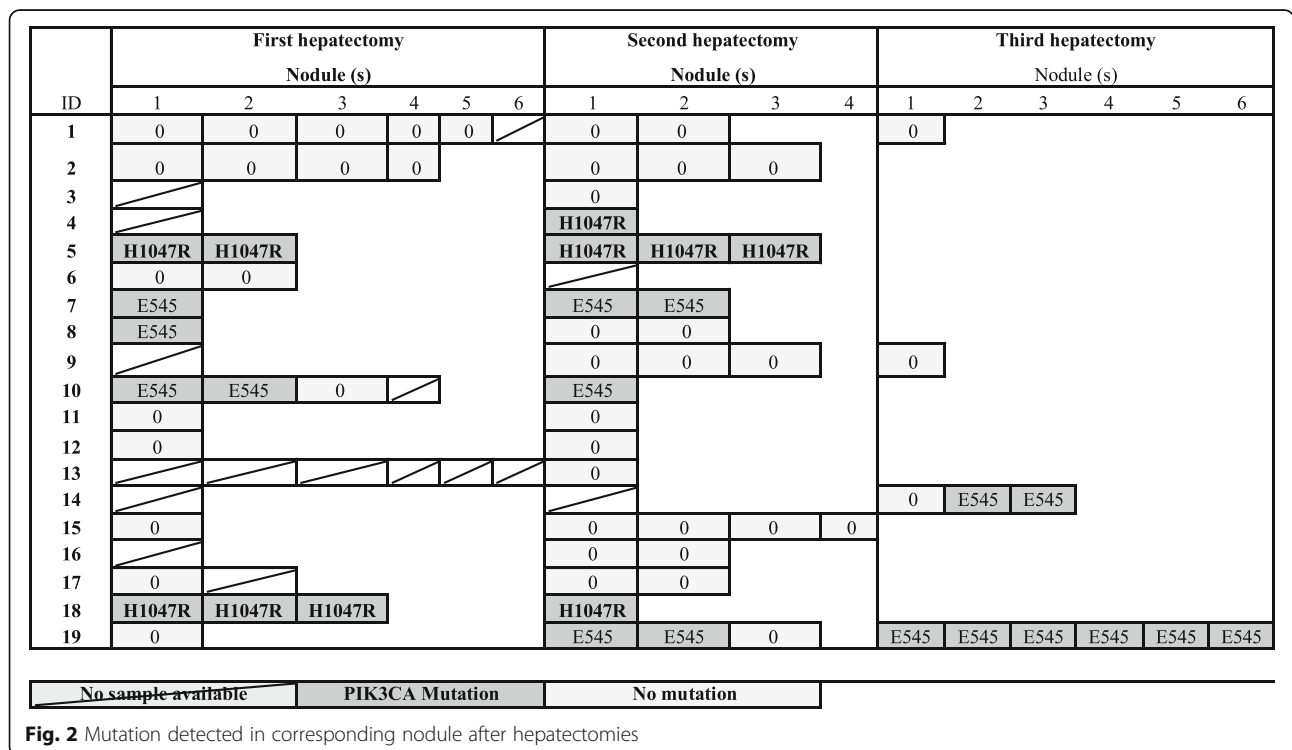 First hepatectomy Second hepatectomy Third hepatectomy
Nodule (s) Nodule (s) Nodule (s)
ID 1 2 3 4 5 6 1 2 3 4 1 2 3 4 5 6
1 0 0 0 0 0 0 0 0
2 0 0 0 0 0 0 0
3 0
4 H1047R
5 H1047R H1047R H1047R H1047R H1047R
6 0 0
7 E545 E545 E545
8 E545 0 0
9 0 0 0 0
10 E545 E545 0 E545
11 0 0
12 0 0
13 0
14 0 E545 E545
15 0 0 0 0 0
16 0 0
17 0 0 0
18 H1047R H1047R H1047R H1047R
19 0 E545 E545 0 E545 E545 E545 E545 E545 E545
No sample available PIK3CA Mutation No mutation
Fig. 2 Mutation detected in corresponding nodule after hepatectomies